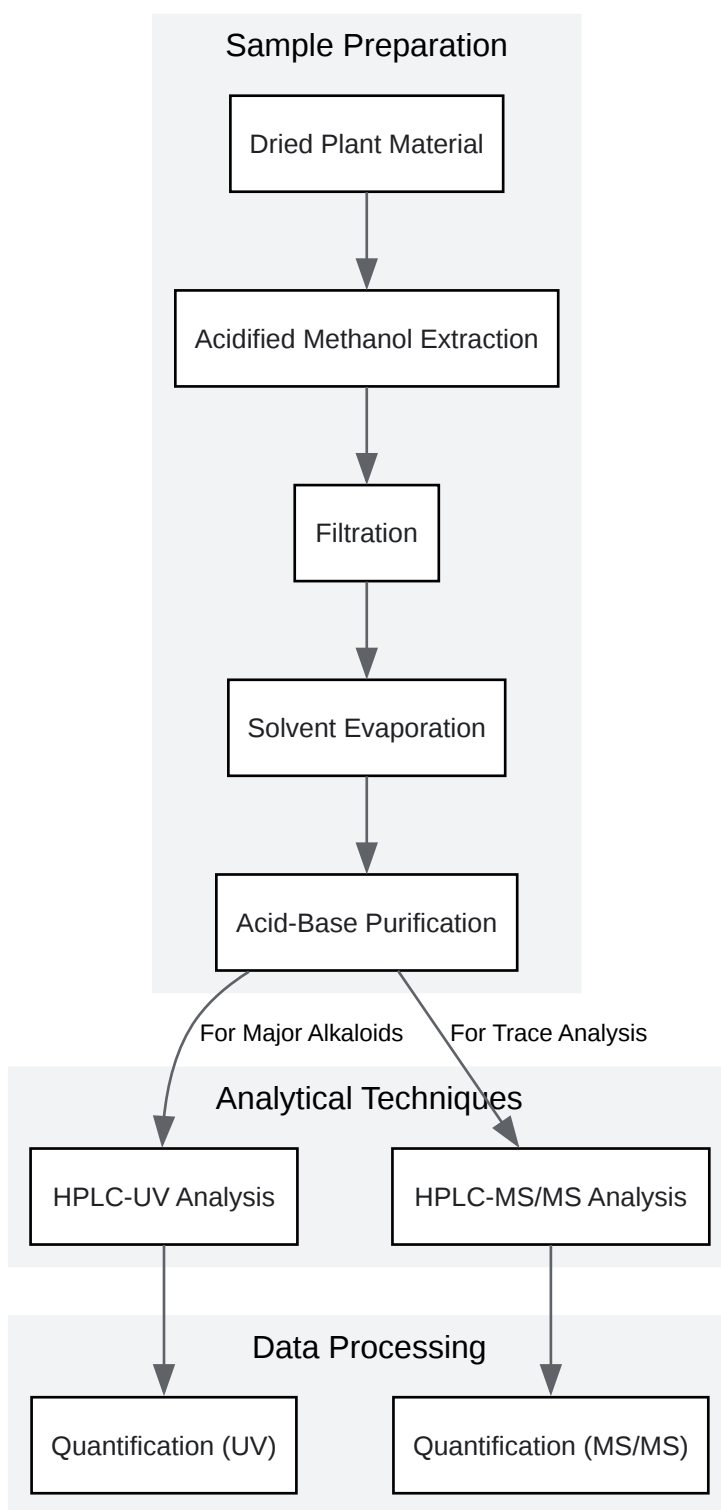 Sample Preparation
Dried Plant Material
Acidified Methanol Extraction
Filtration
Solvent Evaporation
Acid-Base Purification
For Major Alkaloids
For Trace Analysis
Analytical Techniques
HPLC-UV Analysis
HPLC-MS/MS Analysis
Data Processing
Quantification (UV)
Quantification (MS/MS)